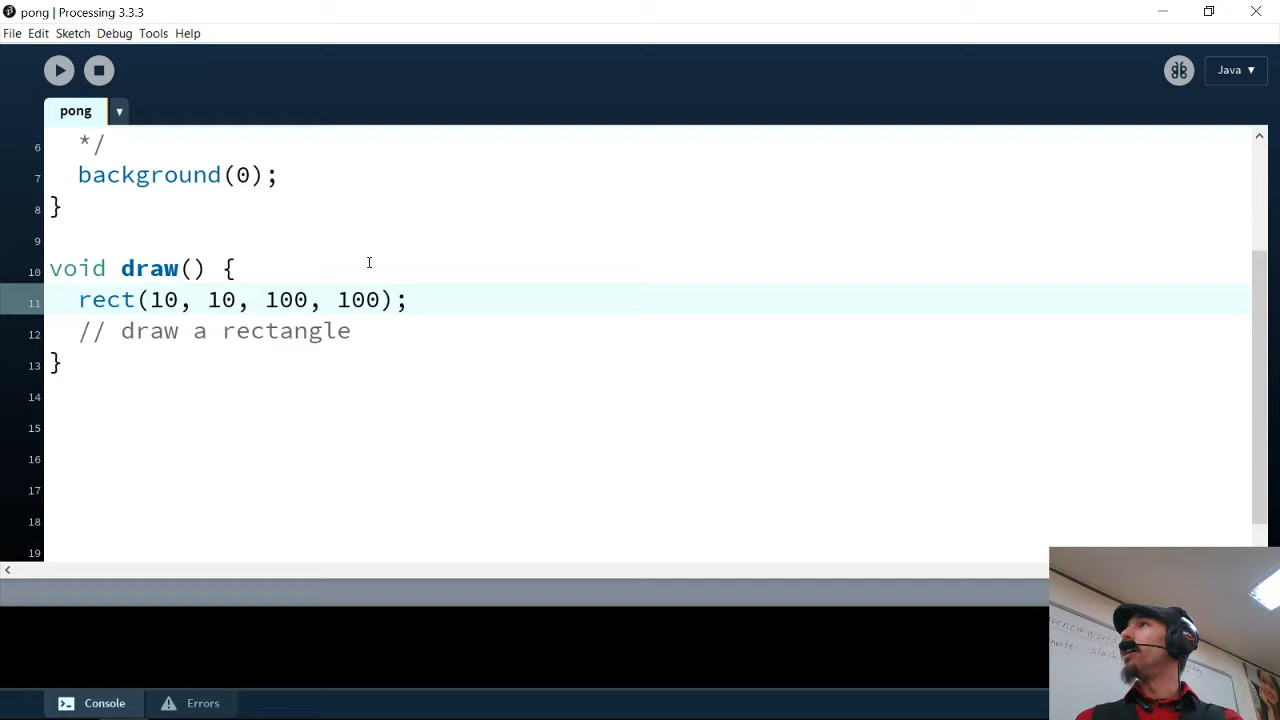 pong | Processing 3.3.3
File Edit Sketch Debug Tools Help
Java ▼
pong ▼
6 */
7 background(0);
8 }
9
10 void draw() {
11 rect(10, 10, 100, 100);
12 // draw a rectangle
13 }
14
15
16
17
18
19
new world
Console Errors